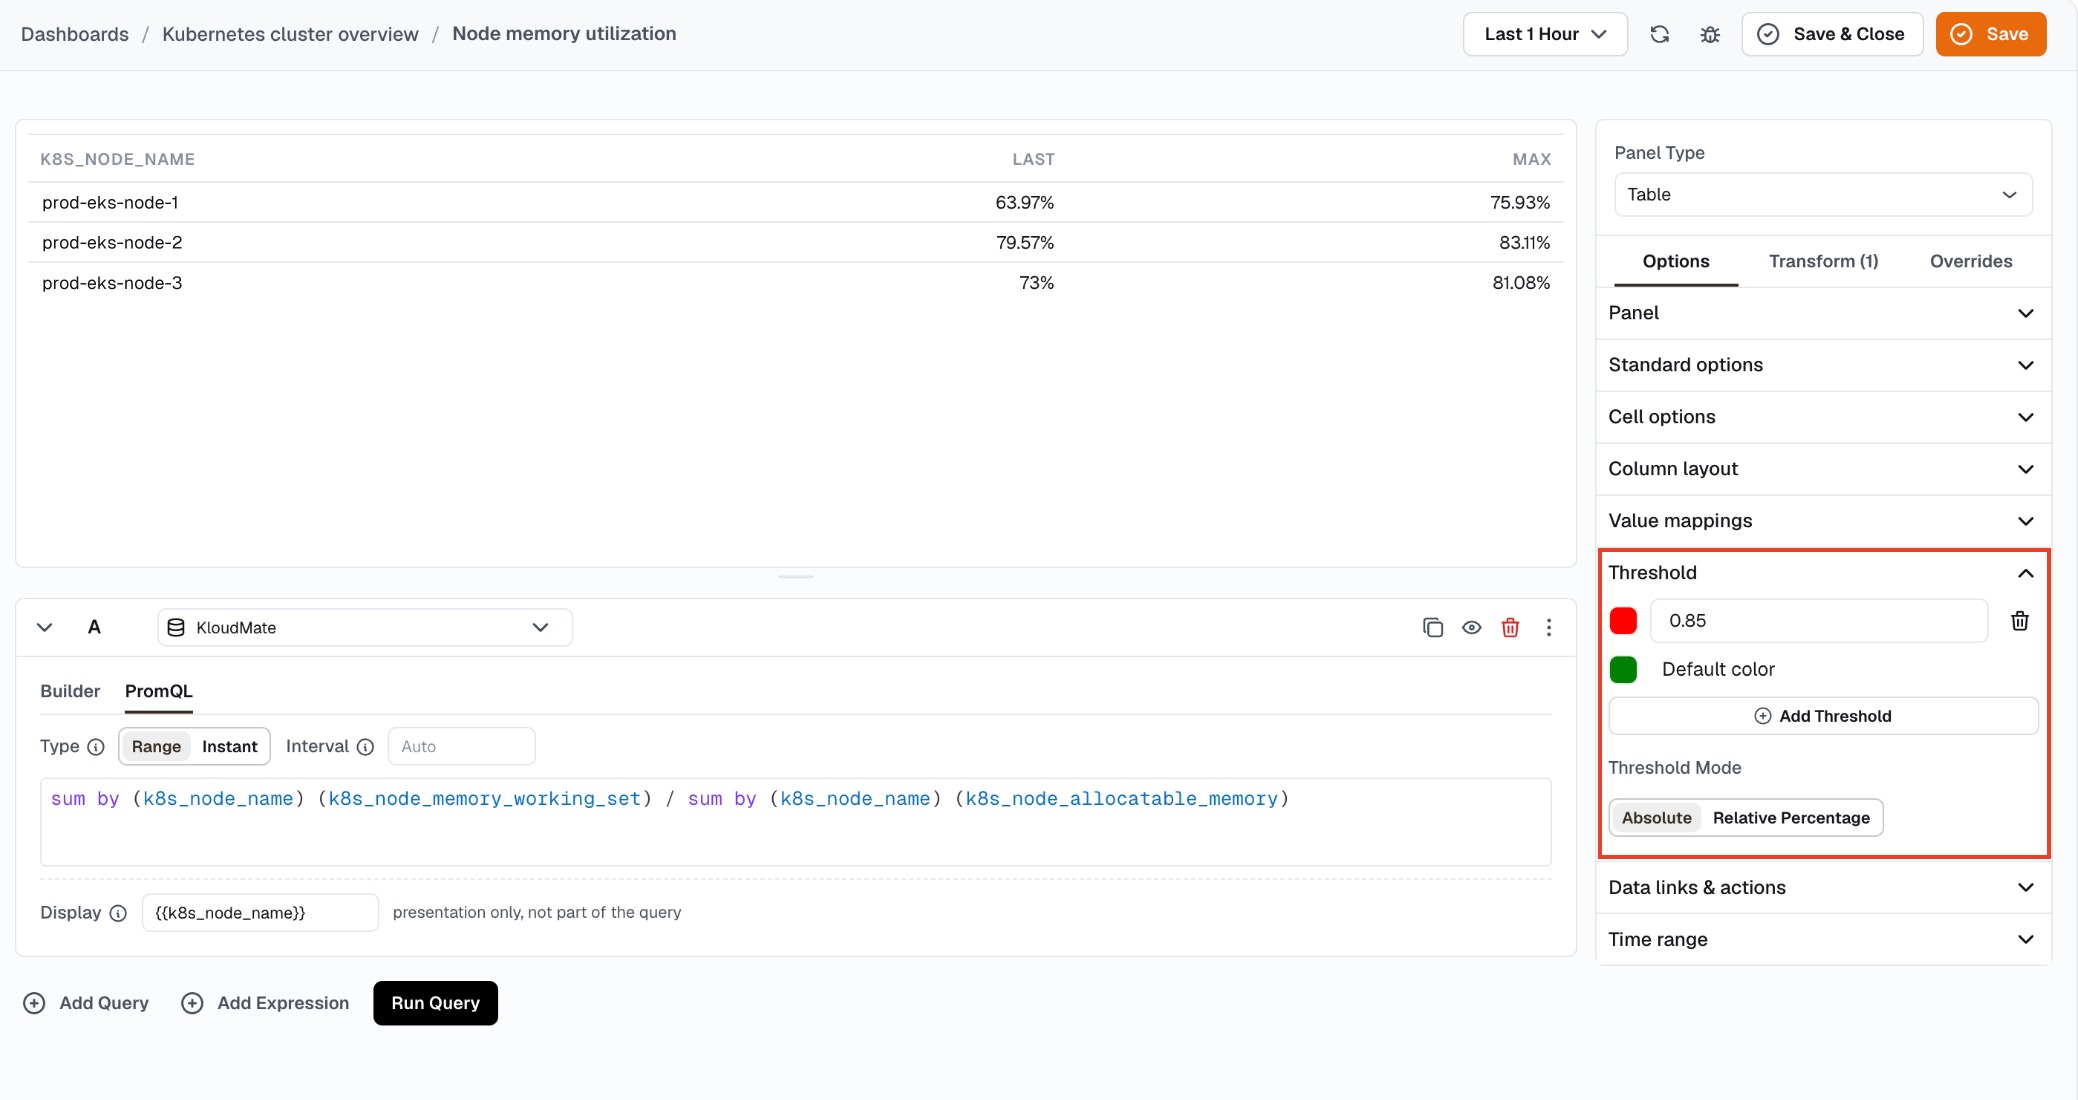 Dashboards / Kubernetes cluster overview / Node memory utilization
Last 1 Hour
Save & Close
Save
K8S_NODE_NAME LAST MAX
prod-eks-node-1 63.97% 75.93%
prod-eks-node-2 79.57% 83.11%
prod-eks-node-3 73% 81.08%
Panel Type
Table
Options Transform (1) Overrides
Panel
Standard options
Cell options
Column layout
Value mappings
Threshold
0.85
Default color
Add Threshold
Threshold Mode
Absolute Relative Percentage
Data links & actions
Time range
A KloudMate
Builder PromQL
Type Range Instant Interval Auto
sum by (k8s_node_name) (k8s_node_memory_working_set) / sum by (k8s_node_name) (k8s_node_allocatable_memory)
Display {{k8s_node_name}} presentation only, not part of the query
Add Query Add Expression Run Query